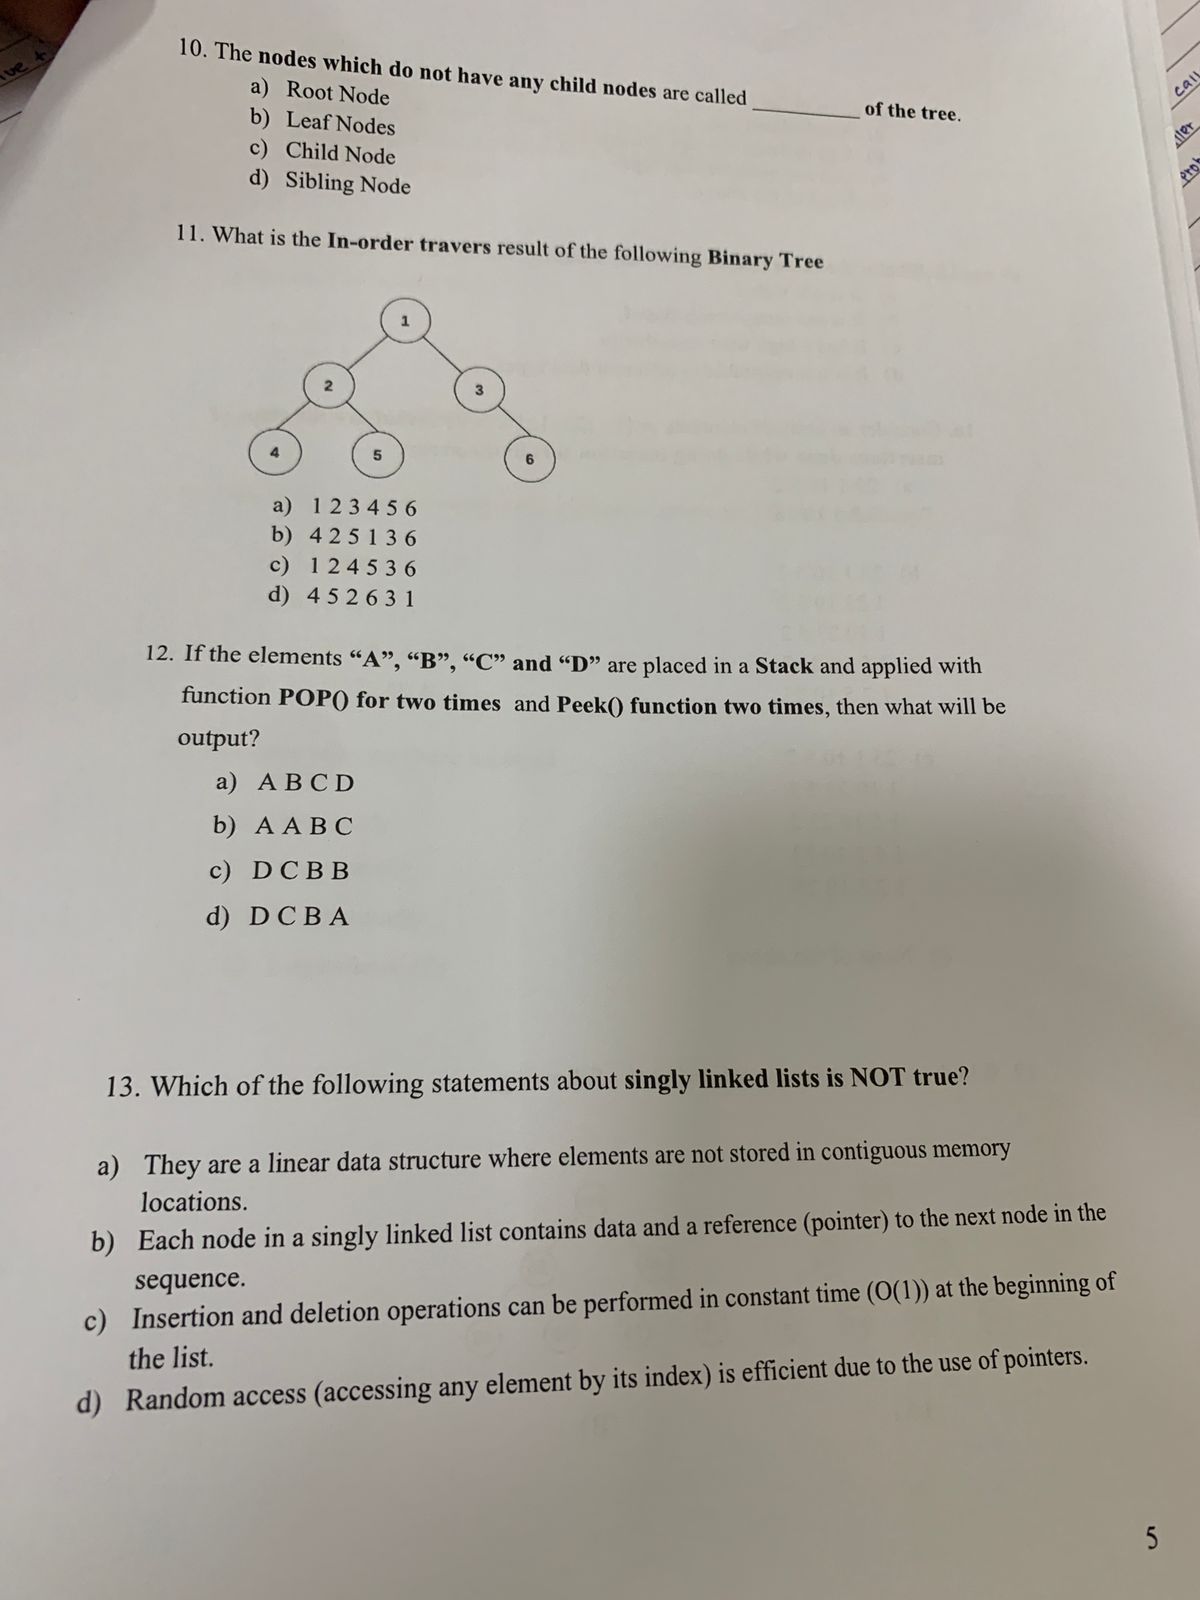 10. The nodes which do not have any child nodes are called ________ of the tree.
a) Root Node
b) Leaf Nodes
c) Child Node
d) Sibling Node
11. What is the In-order travers result of the following Binary Tree
1
2
3
4
5
6
a) 1 2 3 4 5 6
b) 4 2 5 1 3 6
c) 1 2 4 5 3 6
d) 4 5 2 6 3 1
12. If the elements “A”, “B”, “C” and “D” are placed in a Stack and applied with
function POP() for two times and Peek() function two times, then what will be
output?
a) A B C D
b) A A B C
c) D C B B
d) D C B A
13. Which of the following statements about singly linked lists is NOT true?
a) They are a linear data structure where elements are not stored in contiguous memory
locations.
b) Each node in a singly linked list contains data and a reference (pointer) to the next node in the
sequence.
c) Insertion and deletion operations can be performed in constant time (O(1)) at the beginning of
the list.
d) Random access (accessing any element by its index) is efficient due to the use of pointers.
5
call